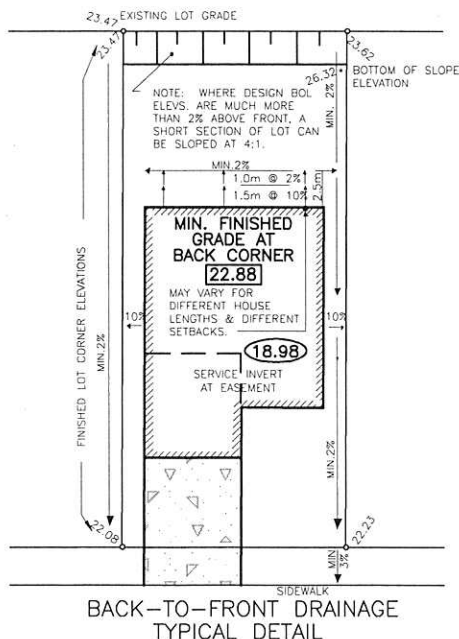 23.47
EXISTING LOT GRADE
23.47
23.62
26.32
BOTTOM OF SLOPE
ELEVATION
NOTE: WHERE DESIGN BOL
ELEVS. ARE MUCH MORE
THAN 2% ABOVE FRONT, A
SHORT SECTION OF LOT CAN
BE SLOPED AT 4:1.
MIN. 2%
MIN.2%
1.0m @ 2%
1.5m @ 10%
2.5m
MIN. FINISHED
GRADE AT
BACK CORNER
22.88
MAY VARY FOR
DIFFERENT HOUSE
LENGTHS & DIFFERENT
SETBACKS.
10%
10%
18.98
SERVICE INVERT
AT EASEMENT
FINISHED LOT CORNER ELEVATIONS
MIN.2%
MIN.2%
22.08
22.23
MIN
3%
SIDEWALK
BACK-TO-FRONT DRAINAGE
TYPICAL DETAIL